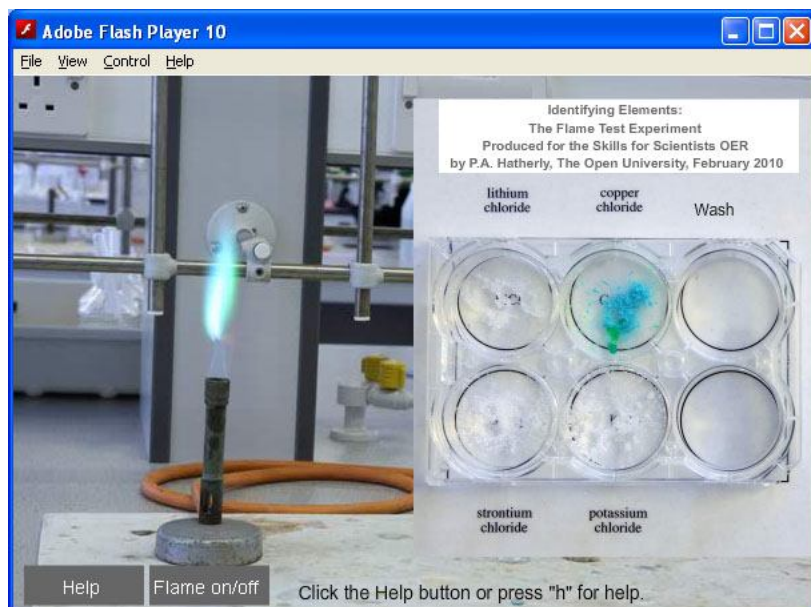 Adobe Flash Player 10
File View Control Help
Identifying Elements:
The Flame Test Experiment
Produced for the Skills for Scientists OER
by P.A. Hatherly, The Open University, February 2010
lithium
chloride
copper
chloride
Wash
strontium
chloride
potassium
chloride
Help
Flame on/off
Click the Help button or press "h" for help.